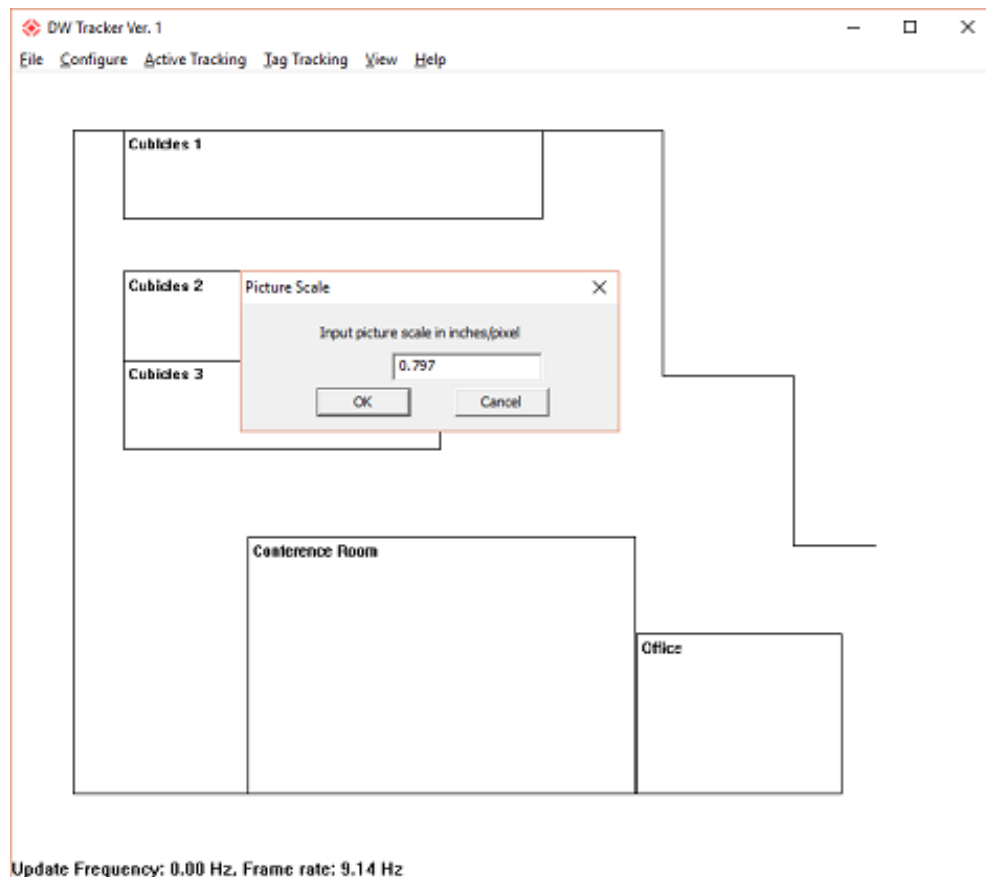 DW Tracker Ver. 1
File Configure Active Tracking Tag Tracking View Help
Cubicles 1
Cubicles 2
Picture Scale
Input picture scale in inches/pixel
0.797
Cubicles 3
OK Cancel
Conference Room
Office
Update Frequency: 0.00 Hz, Frame rate: 9.14 Hz